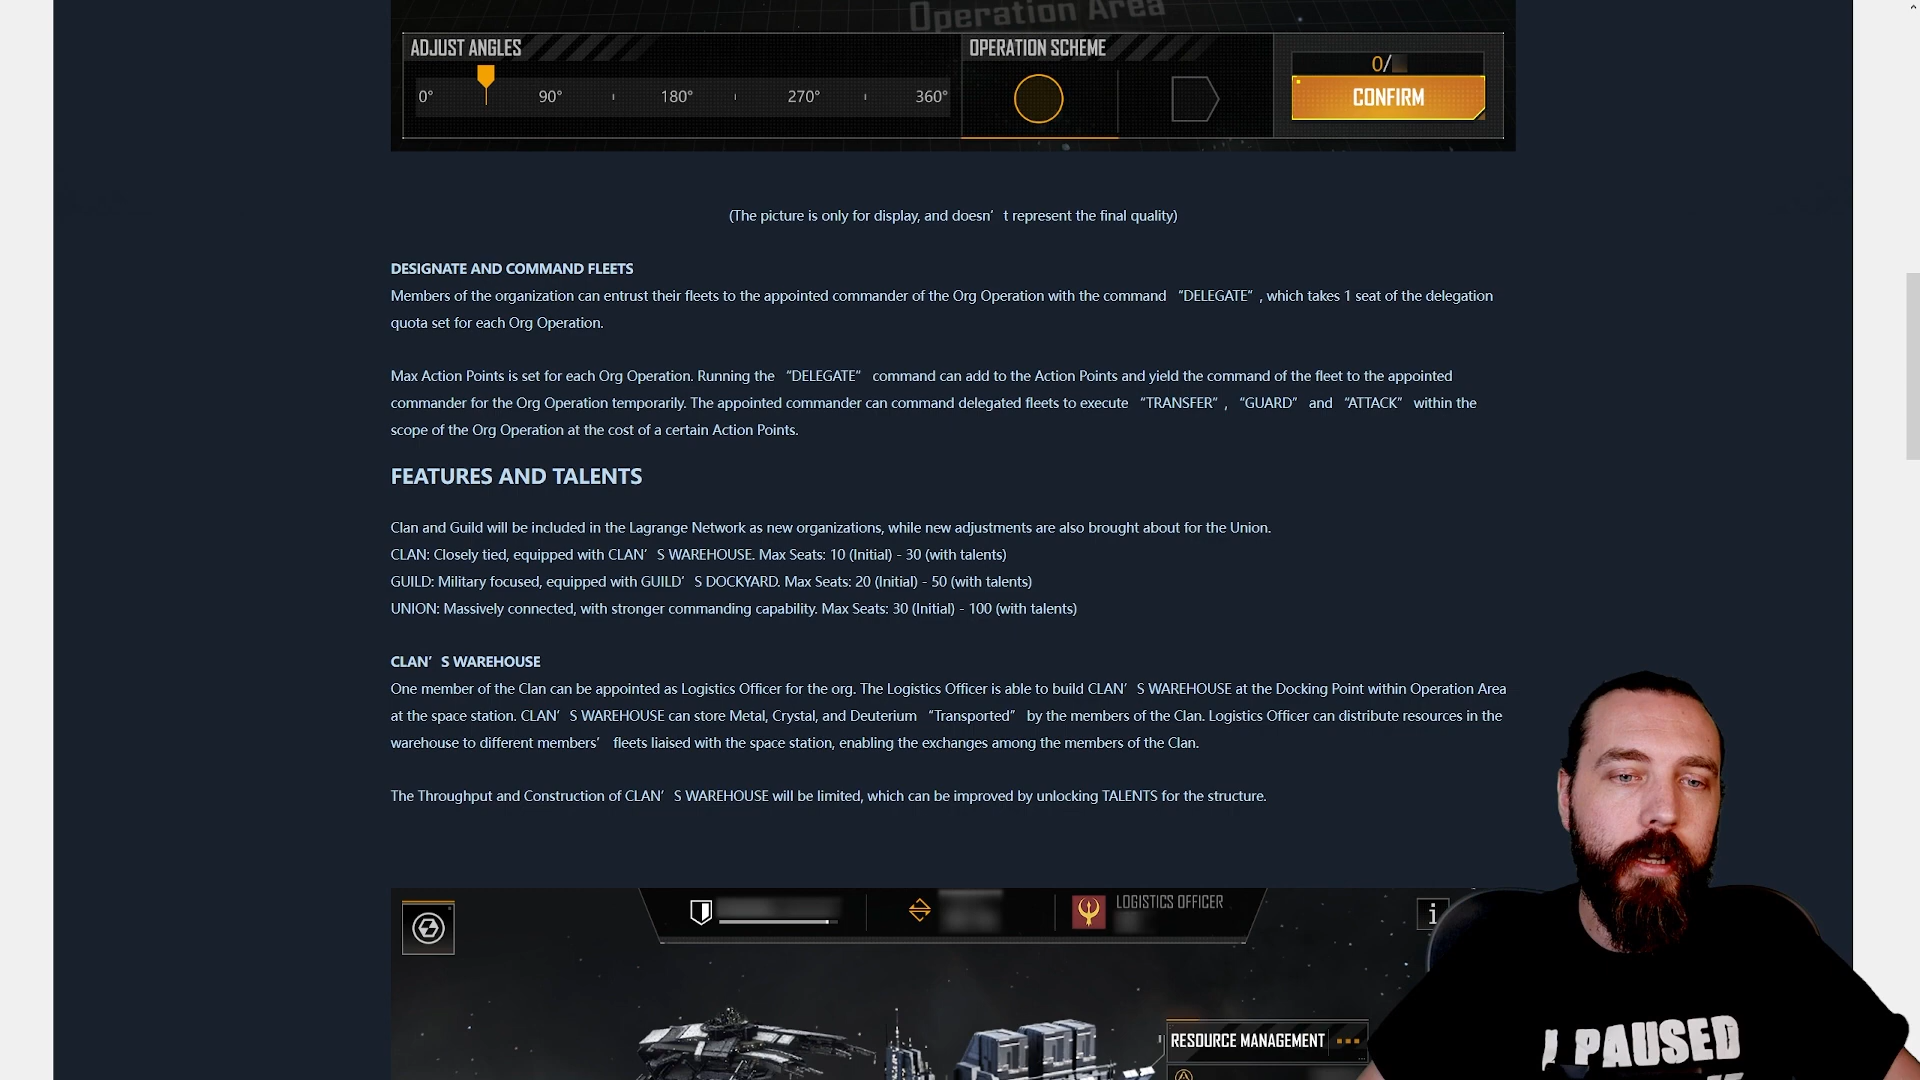 Operation Area
ADJUST ANGLES
OPERATION SCHEME
0/
0° 90° 180° 270° 360°
CONFIRM
(The picture is only for display, and doesn’ t represent the final quality)
DESIGNATE AND COMMAND FLEETS
Members of the organization can entrust their fleets to the appointed commander of the Org Operation with the command “DELEGATE” , which takes 1 seat of the delegation
quota set for each Org Operation.
Max Action Points is set for each Org Operation. Running the “DELEGATE” command can add to the Action Points and yield the command of the fleet to the appointed
commander for the Org Operation temporarily. The appointed commander can command delegated fleets to execute “TRANSFER” , “GUARD” and “ATTACK” within the
scope of the Org Operation at the cost of a certain Action Points.
FEATURES AND TALENTS
Clan and Guild will be included in the Lagrange Network as new organizations, while new adjustments are also brought about for the Union.
CLAN: Closely tied, equipped with CLAN’ S WAREHOUSE. Max Seats: 10 (Initial) - 30 (with talents)
GUILD: Military focused, equipped with GUILD’ S DOCKYARD. Max Seats: 20 (Initial) - 50 (with talents)
UNION: Massively connected, with stronger commanding capability. Max Seats: 30 (Initial) - 100 (with talents)
CLAN’ S WAREHOUSE
One member of the Clan can be appointed as Logistics Officer for the org. The Logistics Officer is able to build CLAN’ S WAREHOUSE at the Docking Point within Operation Area
at the space station. CLAN’ S WAREHOUSE can store Metal, Crystal, and Deuterium “Transported” by the members of the Clan. Logistics Officer can distribute resources in the
warehouse to different members’ fleets liaised with the space station, enabling the exchanges among the members of the Clan.
The Throughput and Construction of CLAN’ S WAREHOUSE will be limited, which can be improved by unlocking TALENTS for the structure.
LOGISTICS OFFICER
i
RESOURCE MANAGEMENT
I PAUSED